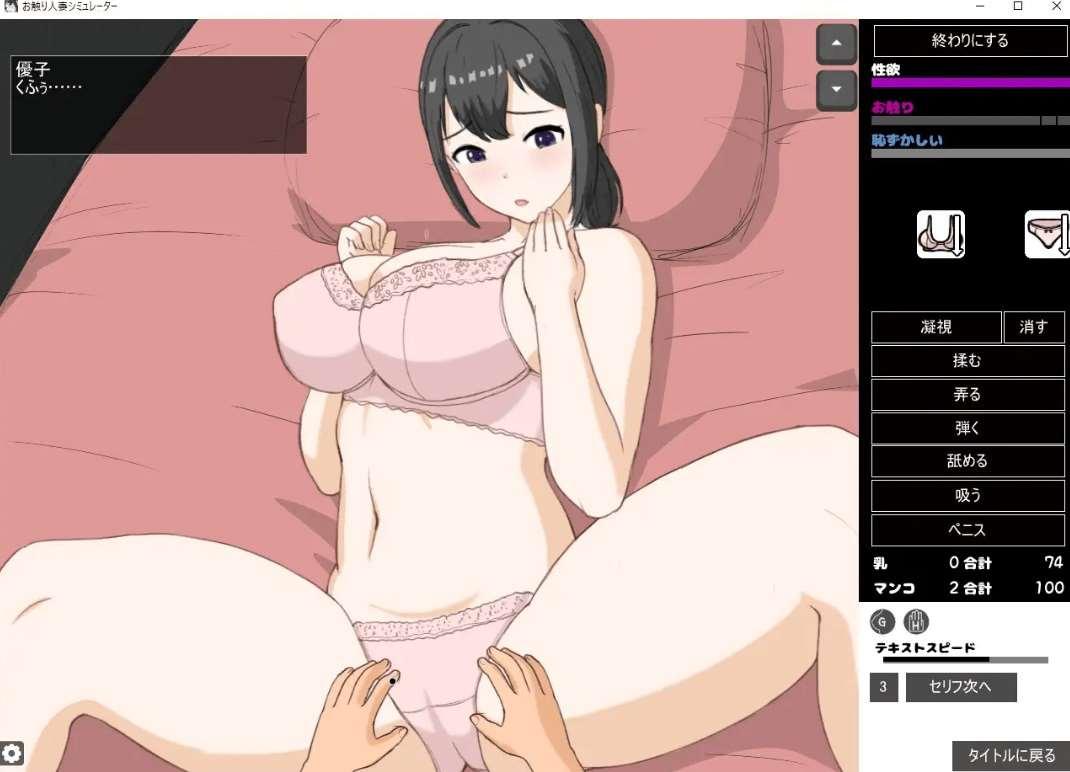 お触り人妻シミュレーター
優子
くふぅ……
終わりにする
性欲
お触り
恥ずかしい
凝視
消す
揉む
弄る
弾く
舐める
吸う
ペニス
乳 0 合計 74
マンコ 2 合計 100
G H
テキストスピード
3 セリフ次へ
タイトルに戻る